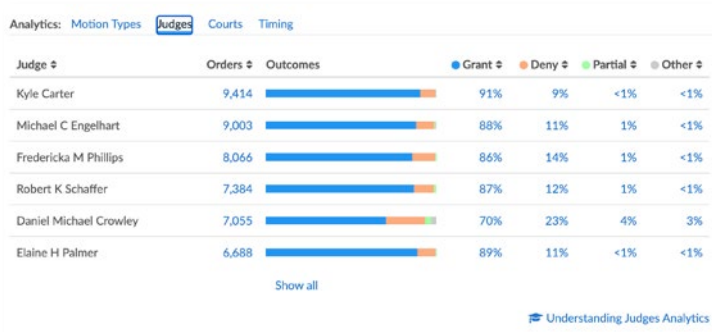 Analytics: Motion Types Judges Courts Timing
Judge Orders Outcomes Grant Deny Partial Other
Kyle Carter 9,414 91% 9% <1% <1%
Michael C Engelhart 9,003 88% 11% 1% <1%
Fredericka M Phillips 8,066 86% 14% 1% <1%
Robert K Schaffer 7,384 87% 12% 1% <1%
Daniel Michael Crowley 7,055 70% 23% 4% 3%
Elaine H Palmer 6,688 89% 11% <1% <1%
Show all
Understanding Judges Analytics